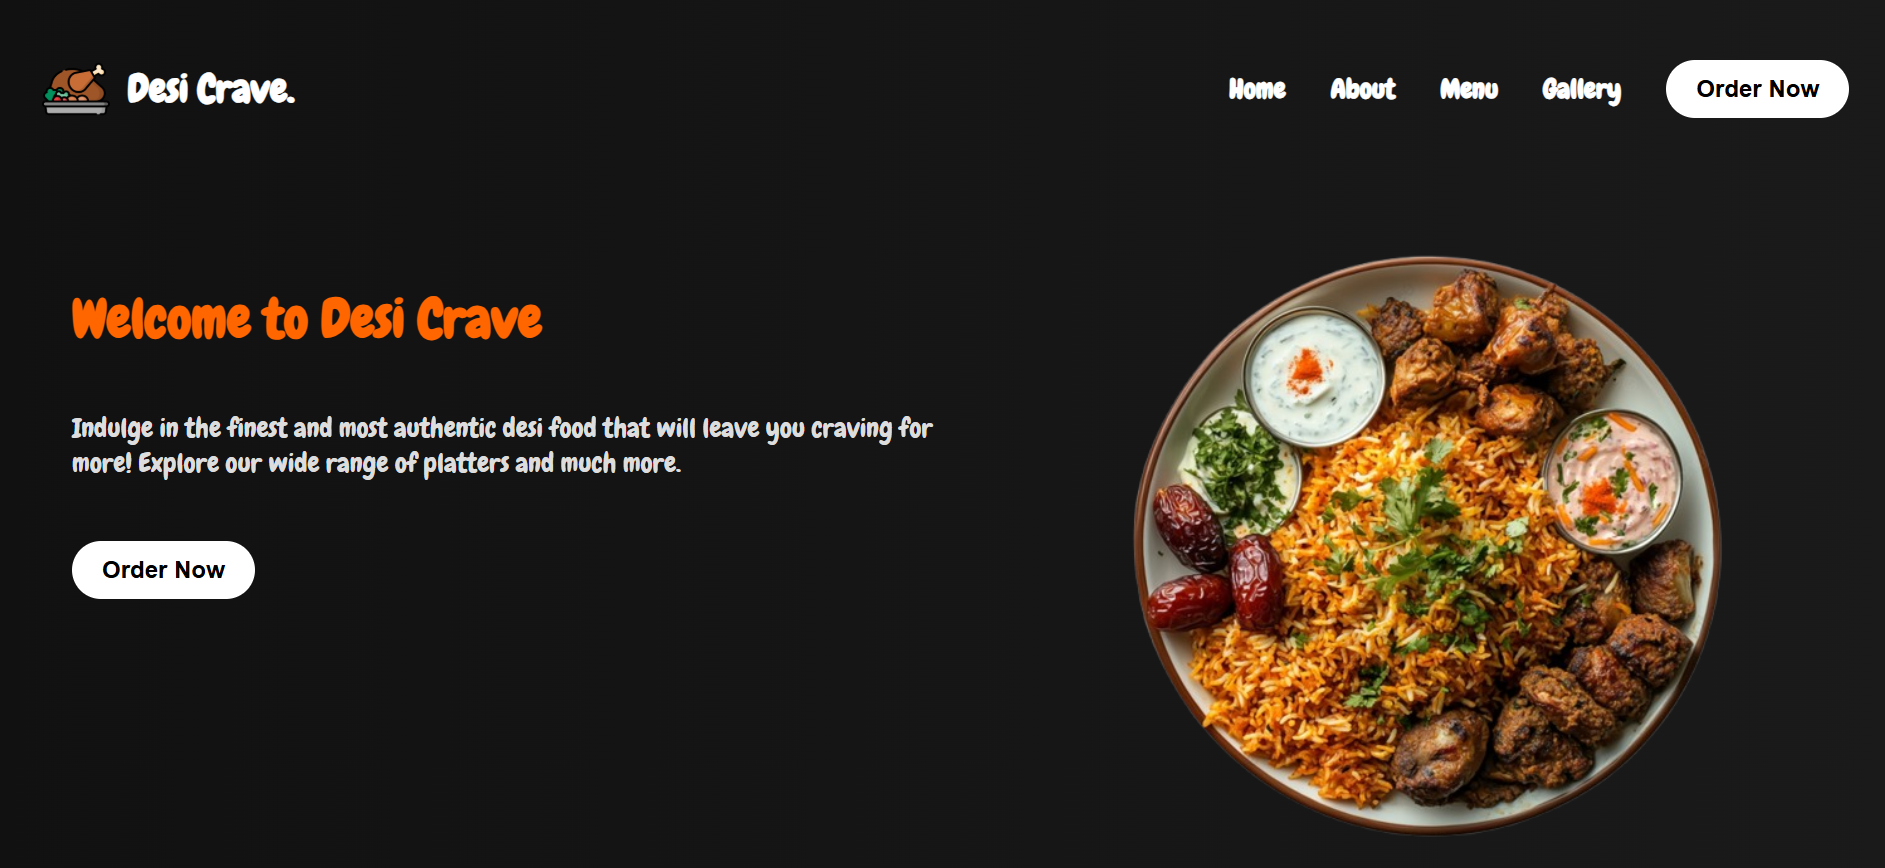 Desi Crave.
Home About Menu Gallery Order Now
Welcome to Desi Crave
Indulge in the finest and most authentic desi food that will leave you craving for
more! Explore our wide range of platters and much more.
Order Now